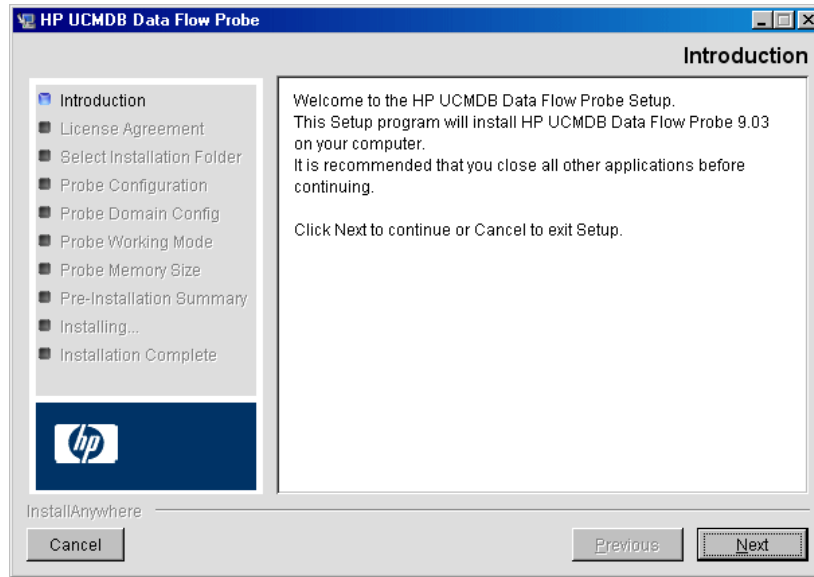 HP UCMDB Data Flow Probe
Introduction
Introduction
License Agreement
Select Installation Folder
Probe Configuration
Probe Domain Config
Probe Working Mode
Probe Memory Size
Pre-Installation Summary
Installing...
Installation Complete
Welcome to the HP UCMDB Data Flow Probe Setup.
This Setup program will install HP UCMDB Data Flow Probe 9.03
on your computer.
It is recommended that you close all other applications before
continuing.
Click Next to continue or Cancel to exit Setup.
hp
InstallAnywhere
Cancel
Previous
Next